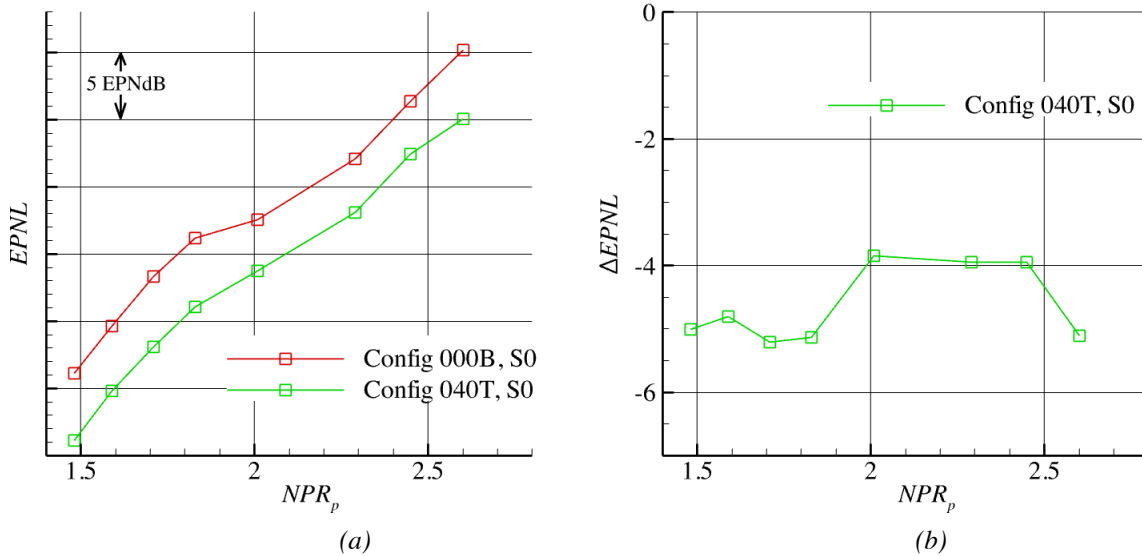 5 EPNdB
EPNL
Config 000B, S0
Config 040T, S0
1.5 2 2.5
NPRp
(a)
0
Config 040T, S0
-2
ΔEPNL
-4
-6
1.5 2 2.5
NPRp
(b)